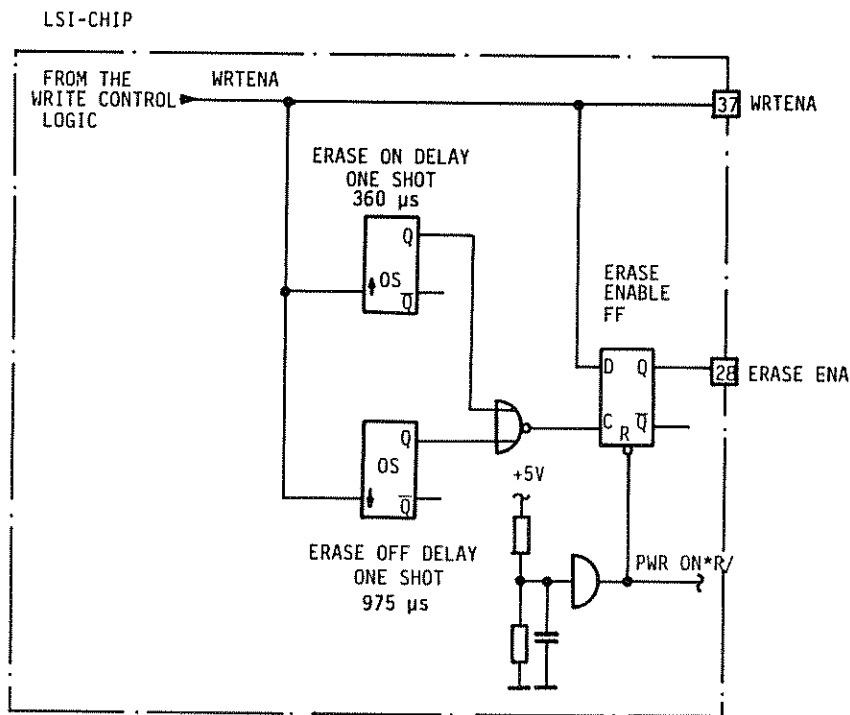 LSI-CHIP
FROM THE
WRITE CONTROL
LOGIC
WRTENA
37 WRTENA
ERASE ON DELAY
ONE SHOT
360 µs
Q
OS
Q̅
ERASE
ENABLE
FF
D Q
C Q̅
R
28 ERASE ENA
Q
OS
Q̅
ERASE OFF DELAY
ONE SHOT
975 µs
+5V
PWR ON*R/